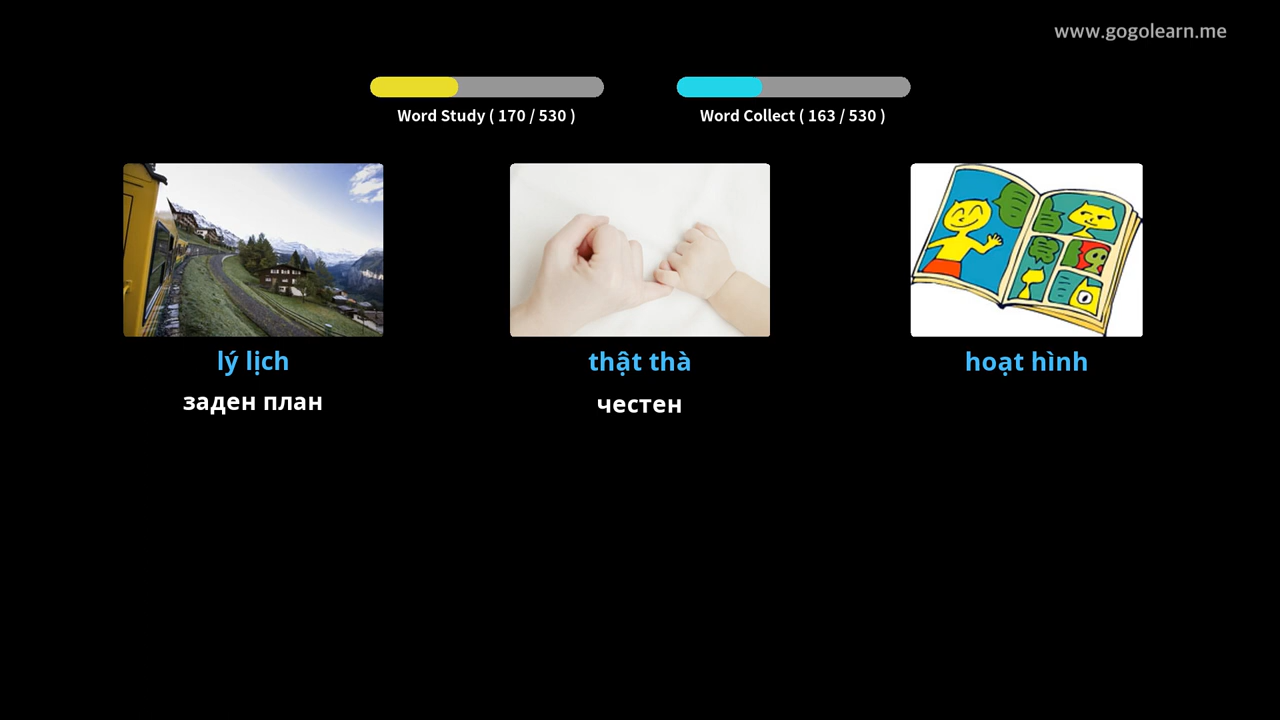 www.gogolearn.me
Word Study ( 170 / 530 )
Word Collect ( 163 / 530 )
lý lịch
thật thà
hoạt hình
заден план
честен